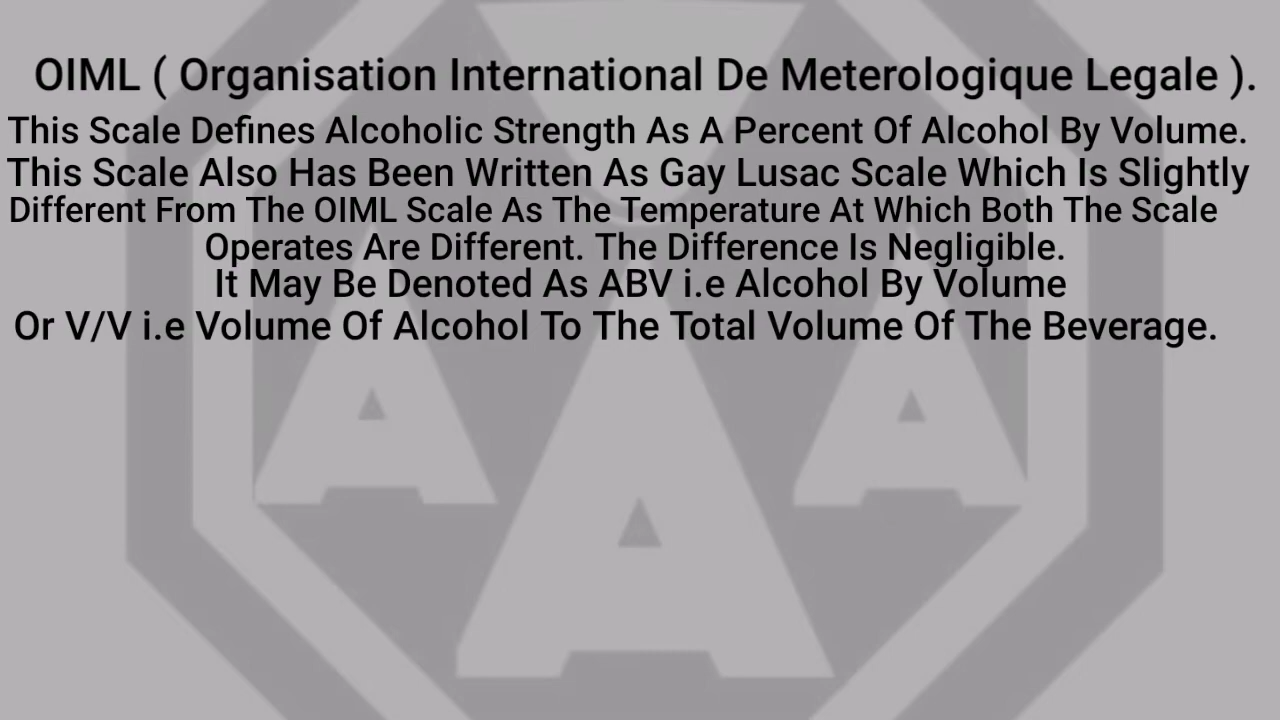 OIML ( Organisation International De Meterologique Legale ).
This Scale Defines Alcoholic Strength As A Percent Of Alcohol By Volume.
This Scale Also Has Been Written As Gay Lusac Scale Which Is Slightly
Different From The OIML Scale As The Temperature At Which Both The Scale
Operates Are Different. The Difference Is Negligible.
It May Be Denoted As ABV i.e Alcohol By Volume
Or V/V i.e Volume Of Alcohol To The Total Volume Of The Beverage.
A A A